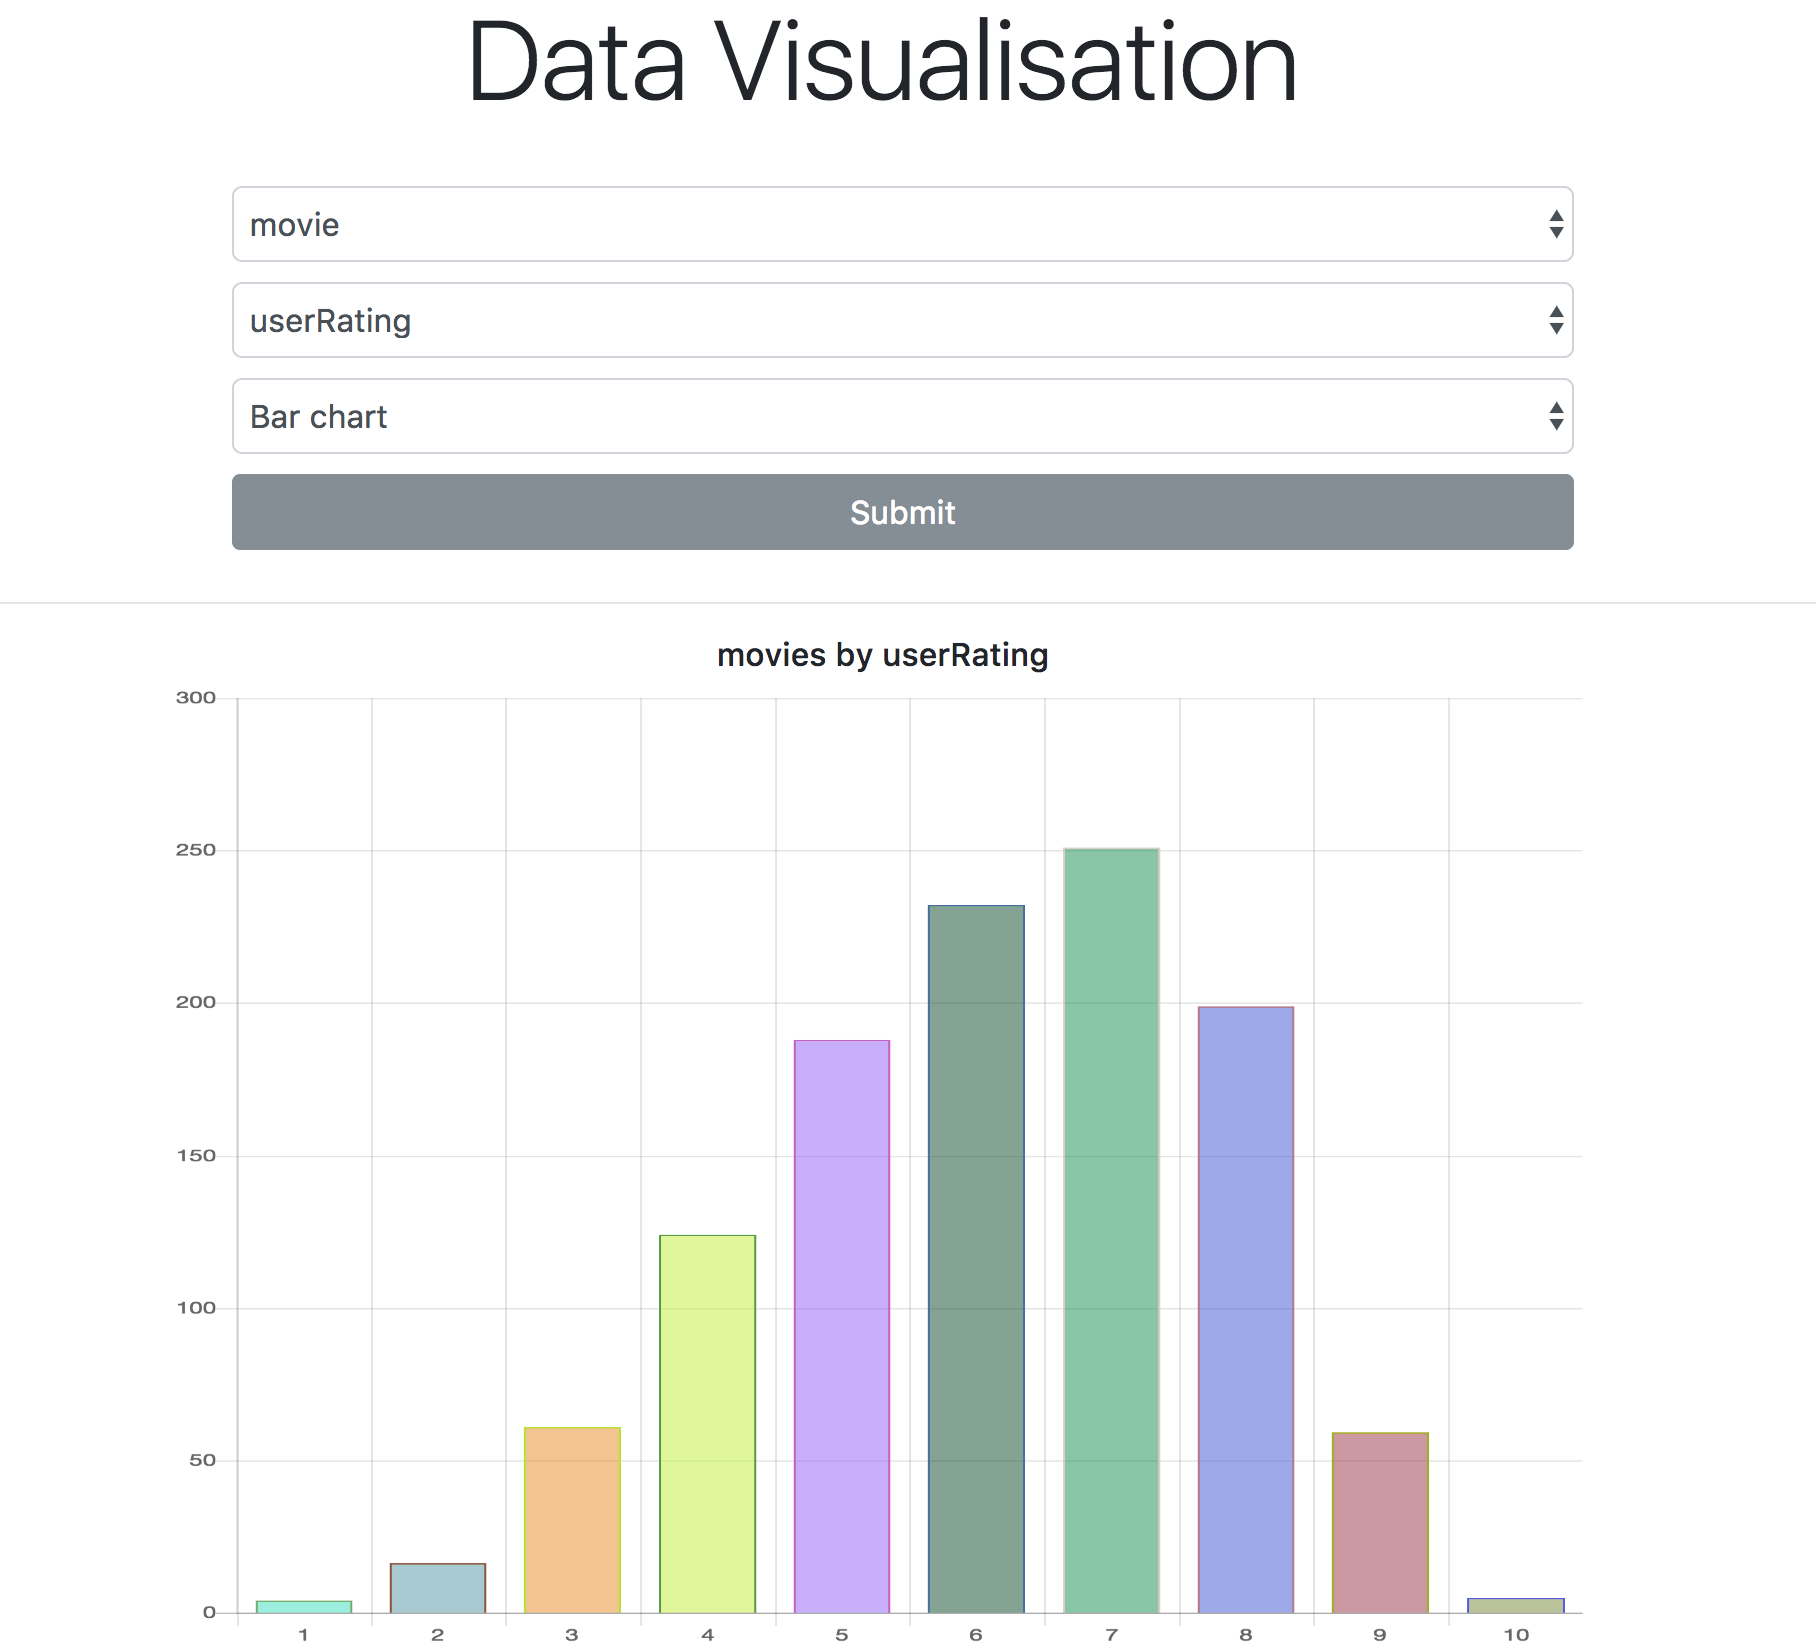 Data Visualisation
movie
userRating
Bar chart
Submit
movies by userRating
300
250
200
150
100
50
0
1 2 3 4 5 6 7 8 9 10